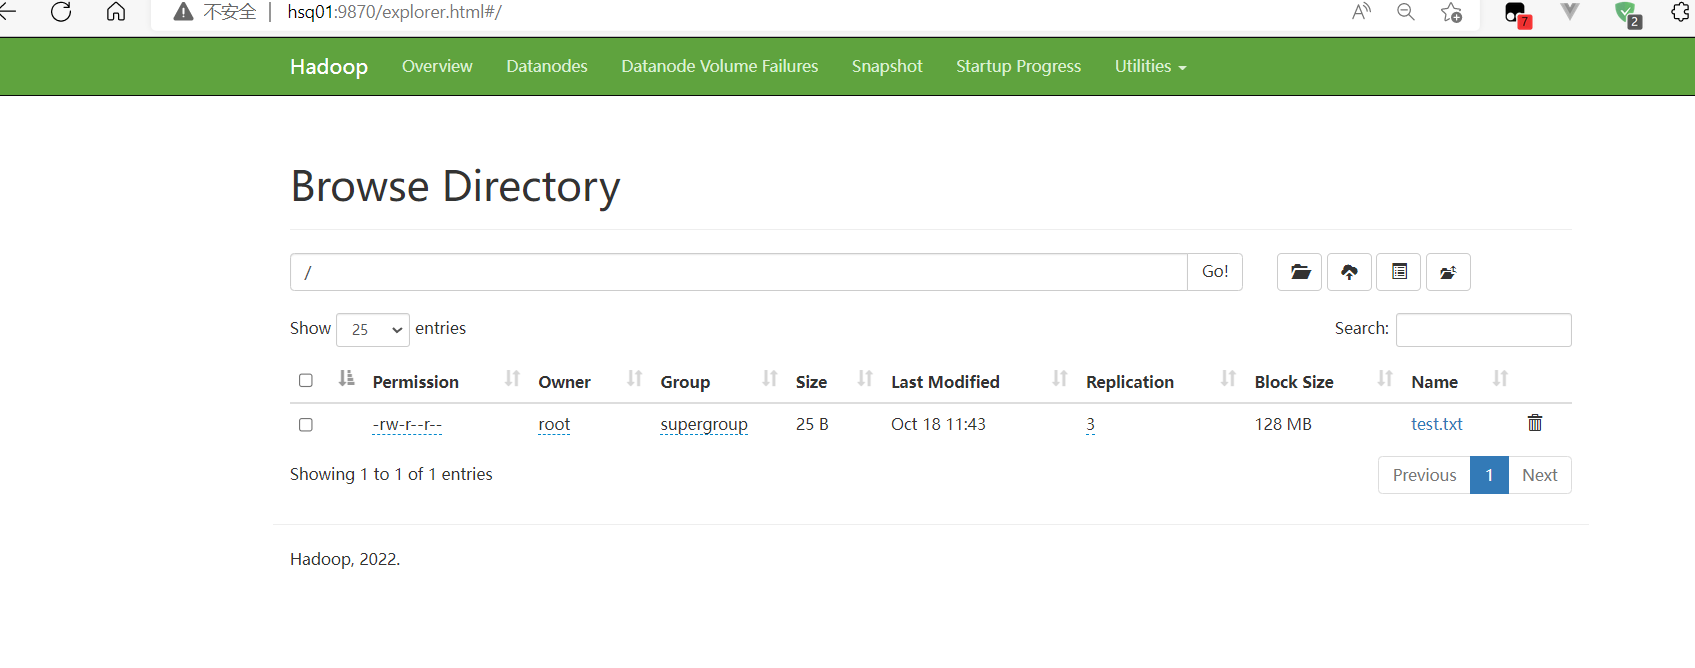 不安全 | hsq01:9870/explorer.html#/
7
2
Hadoop Overview Datanodes Datanode Volume Failures Snapshot Startup Progress Utilities
Browse Directory
/ Go!
Show 25 entries Search:
Permission Owner Group Size Last Modified Replication Block Size Name
-rw-r--r-- root supergroup 25 B Oct 18 11:43 3 128 MB test.txt
Showing 1 to 1 of 1 entries Previous 1 Next
Hadoop, 2022.